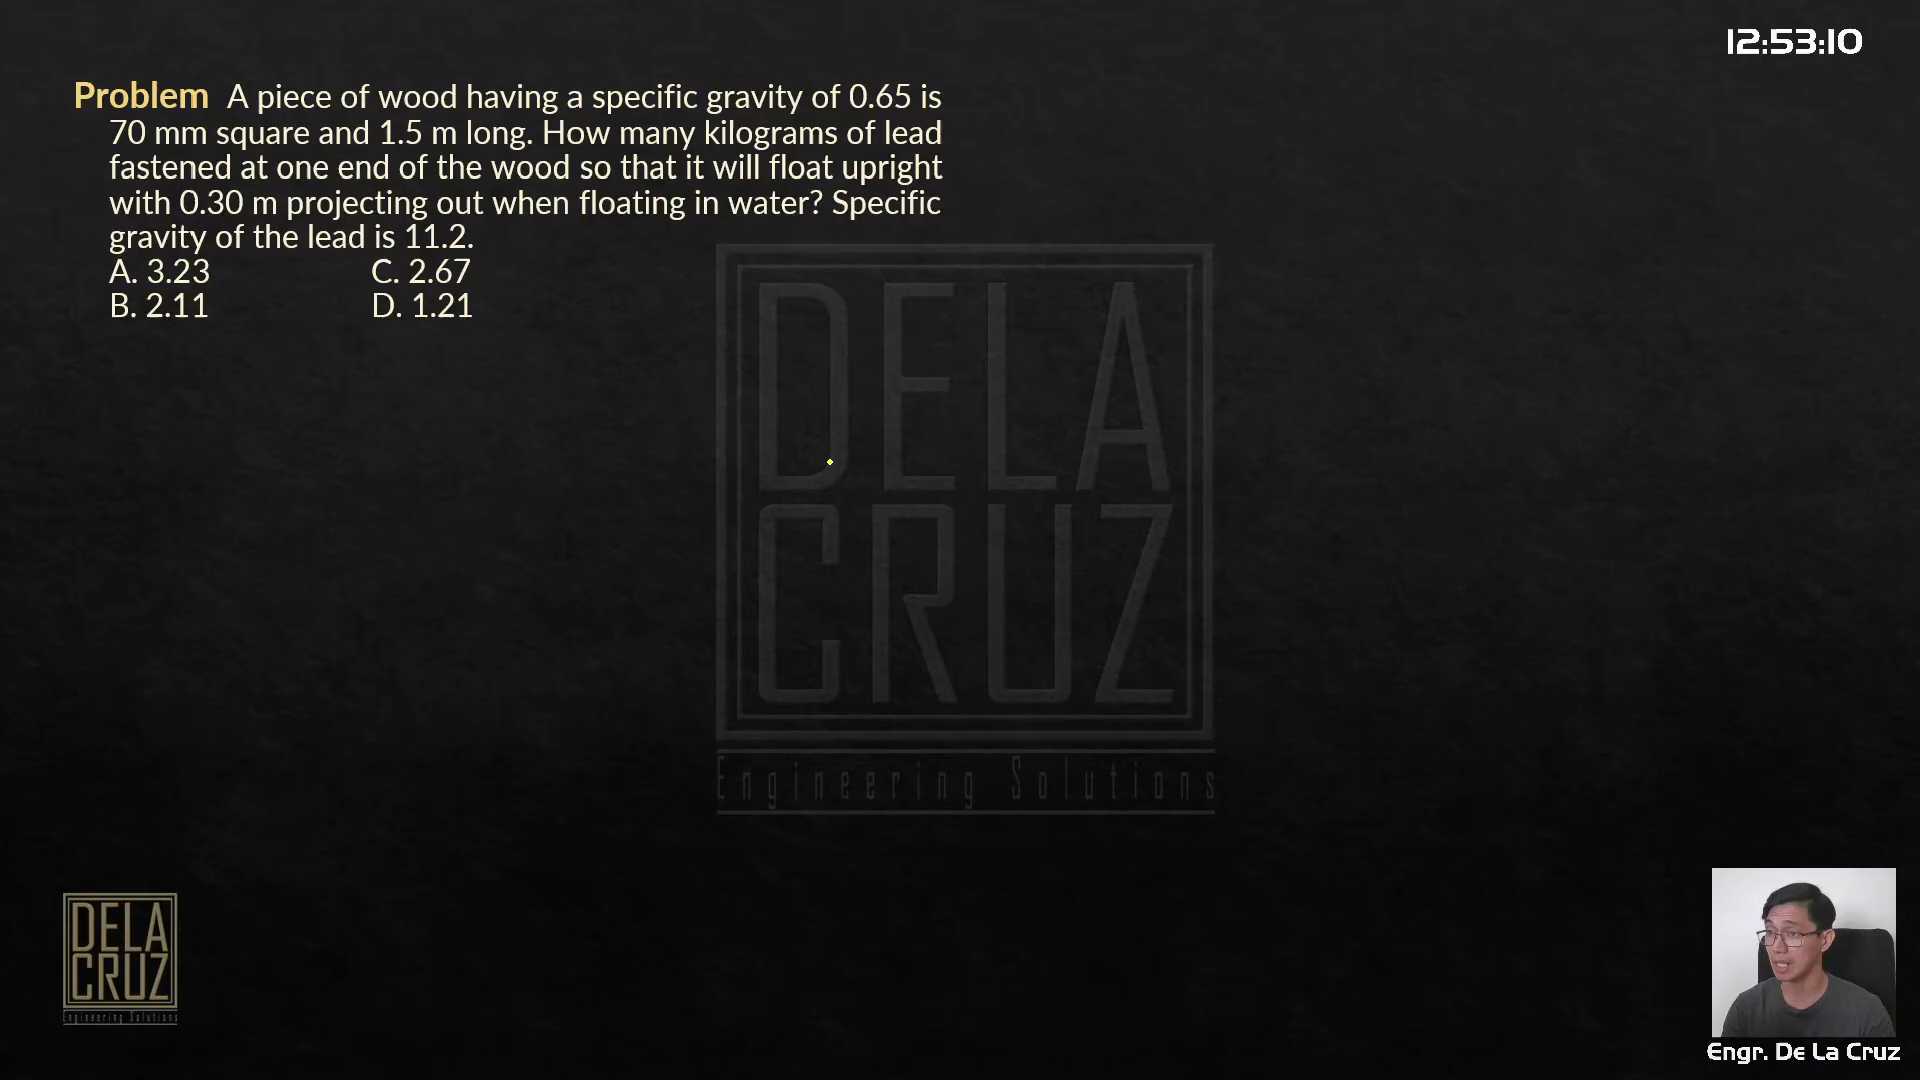 12:53:10
Problem A piece of wood having a specific gravity of 0.65 is
70 mm square and 1.5 m long. How many kilograms of lead
fastened at one end of the wood so that it will float upright
with 0.30 m projecting out when floating in water? Specific
gravity of the lead is 11.2.
A. 3.23 C. 2.67
B. 2.11 D. 1.21
DELA
CRUZ
Engineering Solutions
DELA
CRUZ
Engineering Solutions
Engr. De La Cruz